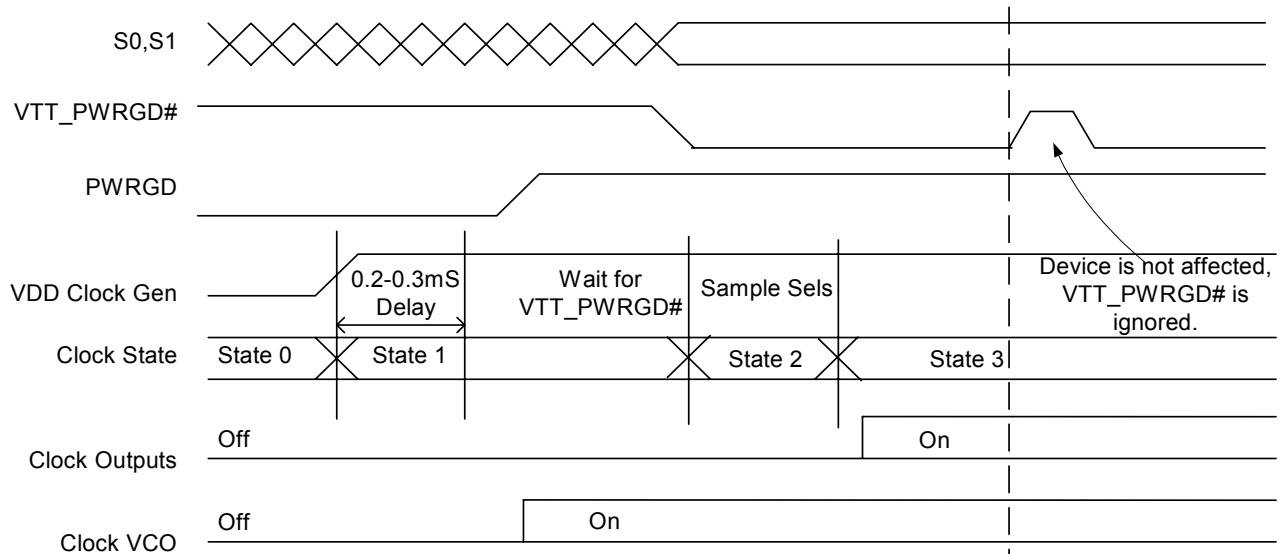 S0,S1
VTT_PWRGD#
PWRGD
VDD Clock Gen
0.2-0.3mS
Delay
Wait for
VTT_PWRGD#
Sample Sels
Device is not affected,
VTT_PWRGD# is
ignored.
Clock State
State 0
State 1
State 2
State 3
Clock Outputs
Off
On
Clock VCO
Off
On